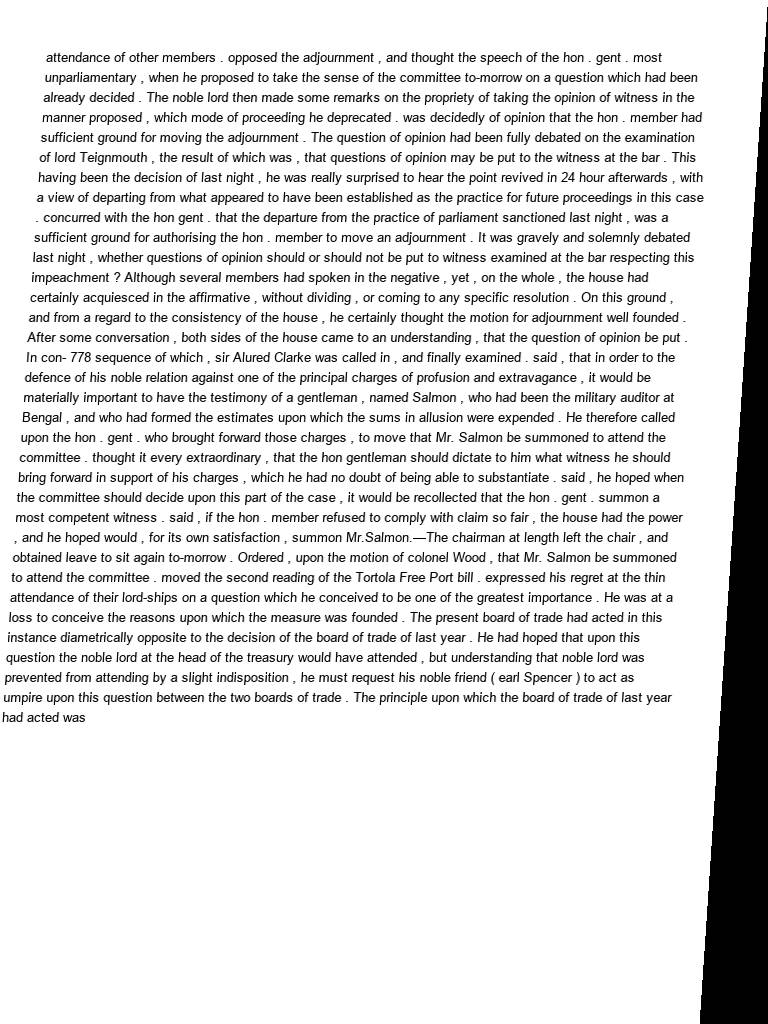 attendance of other members . opposed the adjournment , and thought the speech of the hon . gent . most
unparliamentary , when he proposed to take the sense of the committee to-morrow on a question which had been
already decided . The noble lord then made some remarks on the propriety of taking the opinion of witness in the
manner proposed , which mode of proceeding he deprecated . was decidedly of opinion that the hon . member had
sufficient ground for moving the adjournment . The question of opinion had been fully debated on the examination
of lord Teignmouth , the result of which was , that questions of opinion may be put to the witness at the bar . This
having been the decision of last night , he was really surprised to hear the point revived in 24 hour afterwards , with
a view of departing from what appeared to have been established as the practice for future proceedings in this case
. concurred with the hon gent . that the departure from the practice of parliament sanctioned last night , was a
sufficient ground for authorising the hon . member to move an adjournment . It was gravely and solemnly debated
last night , whether questions of opinion should or should not be put to witness examined at the bar respecting this
impeachment ? Although several members had spoken in the negative , yet , on the whole , the house had
certainly acquiesced in the affirmative , without dividing , or coming to any specific resolution . On this ground ,
and from a regard to the consistency of the house , he certainly thought the motion for adjournment well founded .
After some conversation , both sides of the house came to an understanding , that the question of opinion be put .
In con- 778 sequence of which , sir Alured Clarke was called in , and finally examined . said , that in order to the
defence of his noble relation against one of the principal charges of profusion and extravagance , it would be
materially important to have the testimony of a gentleman , named Salmon , who had been the military auditor at
Bengal , and who had formed the estimates upon which the sums in allusion were expended . He therefore called
upon the hon . gent . who brought forward those charges , to move that Mr. Salmon be summoned to attend the
committee . thought it every extraordinary , that the hon gentleman should dictate to him what witness he should
bring forward in support of his charges , which he had no doubt of being able to substantiate . said , he hoped when
the committee should decide upon this part of the case , it would be recollected that the hon . gent . summon a
most competent witness . said , if the hon . member refused to comply with claim so fair , the house had the power
, and he hoped would , for its own satisfaction , summon Mr.Salmon.—The chairman at length left the chair , and
obtained leave to sit again to-morrow . Ordered , upon the motion of colonel Wood , that Mr. Salmon be summoned
to attend the committee . moved the second reading of the Tortola Free Port bill . expressed his regret at the thin
attendance of their lord-ships on a question which he conceived to be one of the greatest importance . He was at a
loss to conceive the reasons upon which the measure was founded . The present board of trade had acted in this
instance diametrically opposite to the decision of the board of trade of last year . He had hoped that upon this
question the noble lord at the head of the treasury would have attended , but understanding that noble lord was
prevented from attending by a slight indisposition , he must request his noble friend ( earl Spencer ) to act as
umpire upon this question between the two boards of trade . The principle upon which the board of trade of last year
had acted was